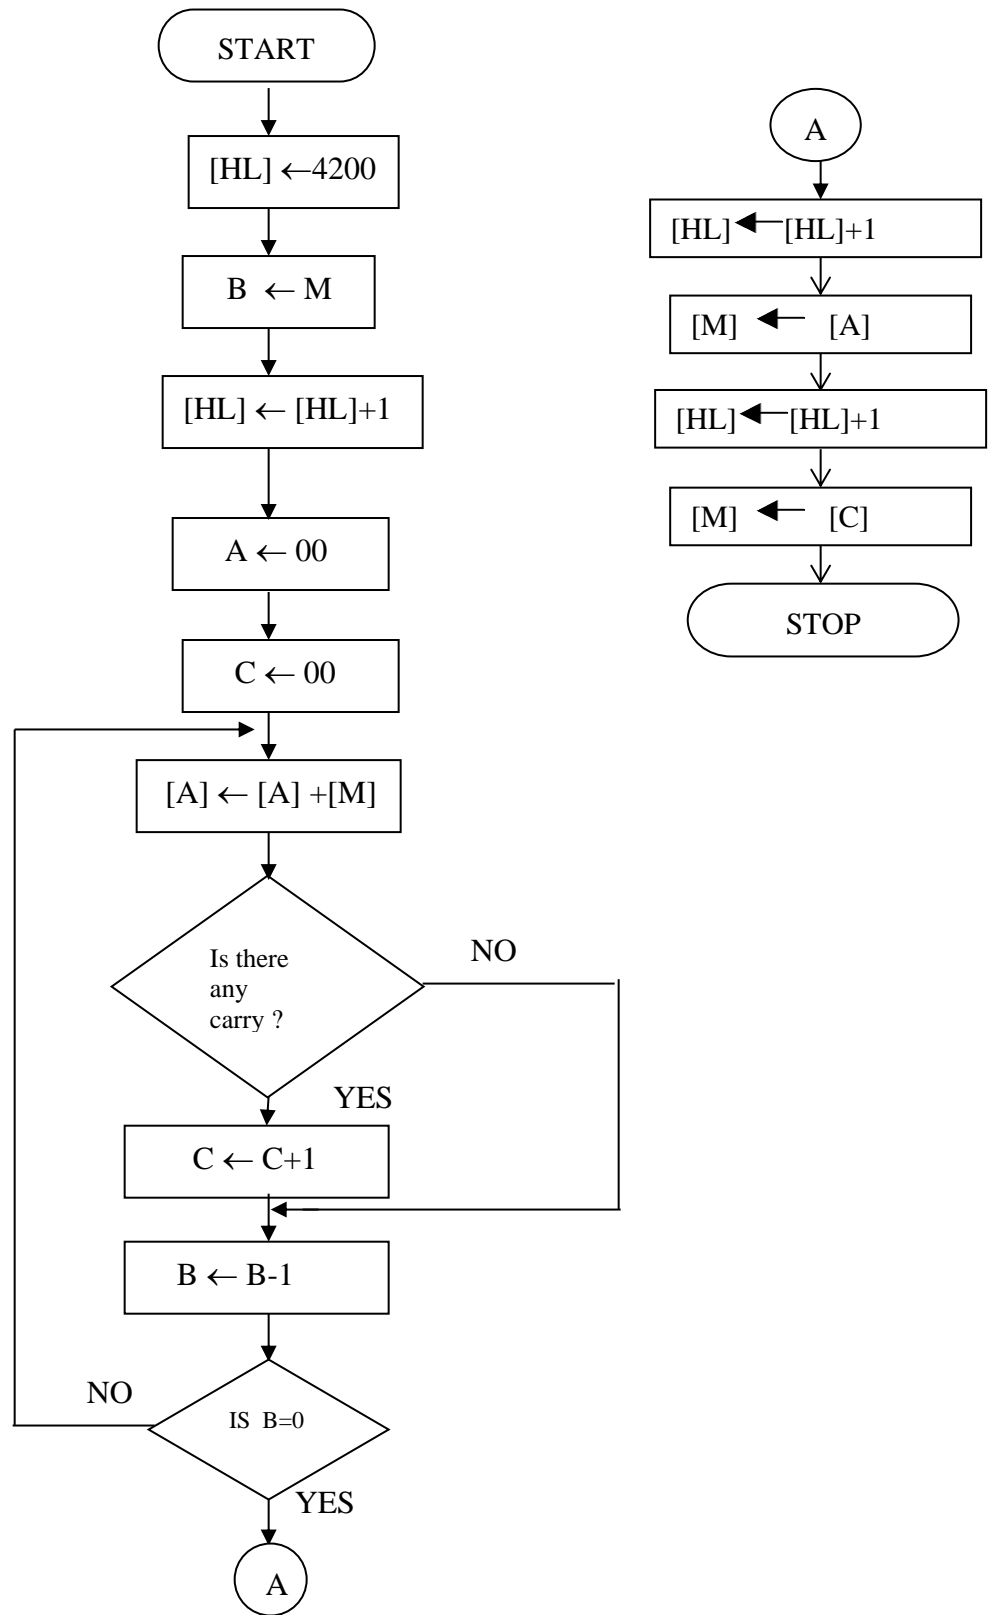 START
[HL] ←4200
B ← M
[HL] ← [HL]+1
A ← 00
C ← 00
[A] ← [A] +[M]
Is there
any
carry ?
NO
YES
C ← C+1
B ← B-1
NO
IS B=0
YES
A
A
[HL] ← [HL]+1
[M] ← [A]
[HL] ← [HL]+1
[M] ← [C]
STOP